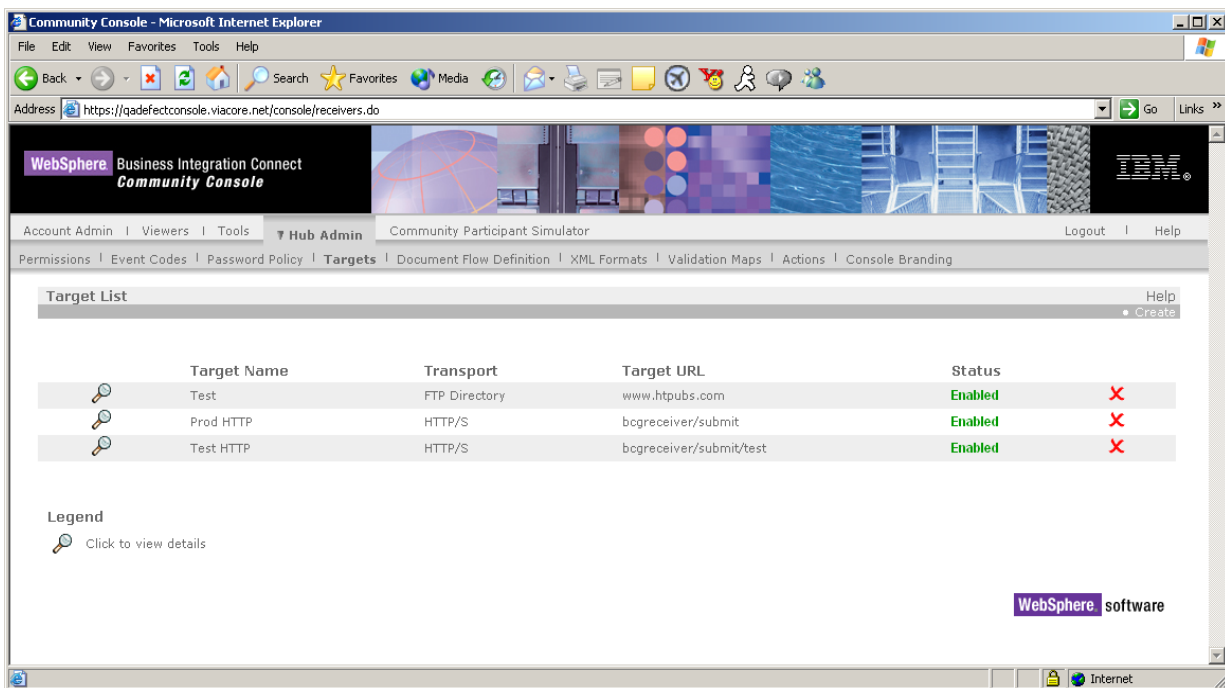 Community Console - Microsoft Internet Explorer
File Edit View Favorites Tools Help
Back Search Favorites Media
Address https://qadefectconsole.viacore.net/console/receivers.do Go Links »
WebSphere. Business Integration Connect
Community Console
IBM®
Account Admin | Viewers | Tools Hub Admin Community Participant Simulator Logout | Help
Permissions | Event Codes | Password Policy | Targets | Document Flow Definition | XML Formats | Validation Maps | Actions | Console Branding
Target List Help
• Create
Target Name Transport Target URL Status
Test FTP Directory www.htpubs.com Enabled
Prod HTTP HTTP/S bcgreceiver/submit Enabled
Test HTTP HTTP/S bcgreceiver/submit/test Enabled
Legend
Click to view details
WebSphere. software
Internet